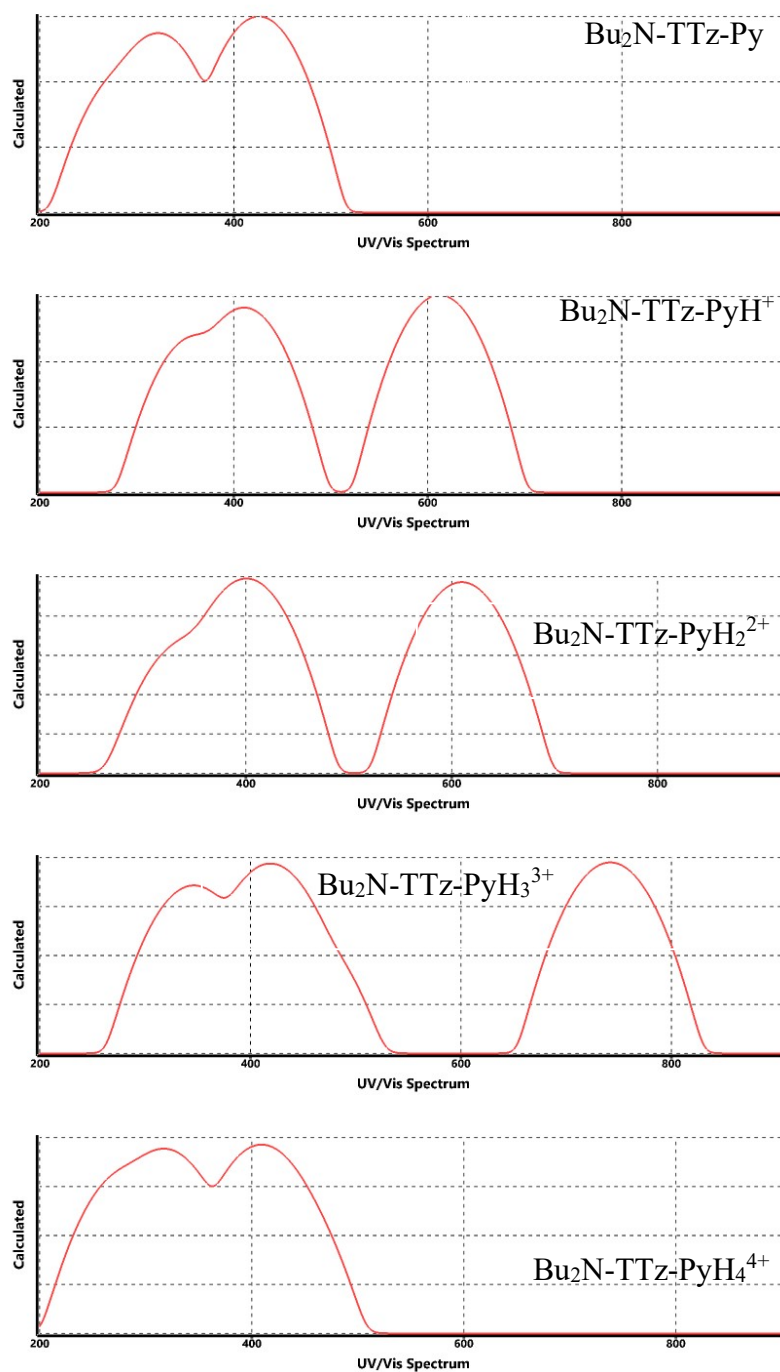 Bu₂N-TTz-Py
Calculated
200 400 600 800
UV/Vis Spectrum
Bu₂N-TTz-PyH⁺
Calculated
200 400 600 800
UV/Vis Spectrum
Bu₂N-TTz-PyH₂²⁺
Calculated
200 400 600 800
UV/Vis Spectrum
Bu₂N-TTz-PyH₃³⁺
Calculated
200 400 600 800
UV/Vis Spectrum
Bu₂N-TTz-PyH₄⁴⁺
Calculated
200 400 600 800
UV/Vis Spectrum